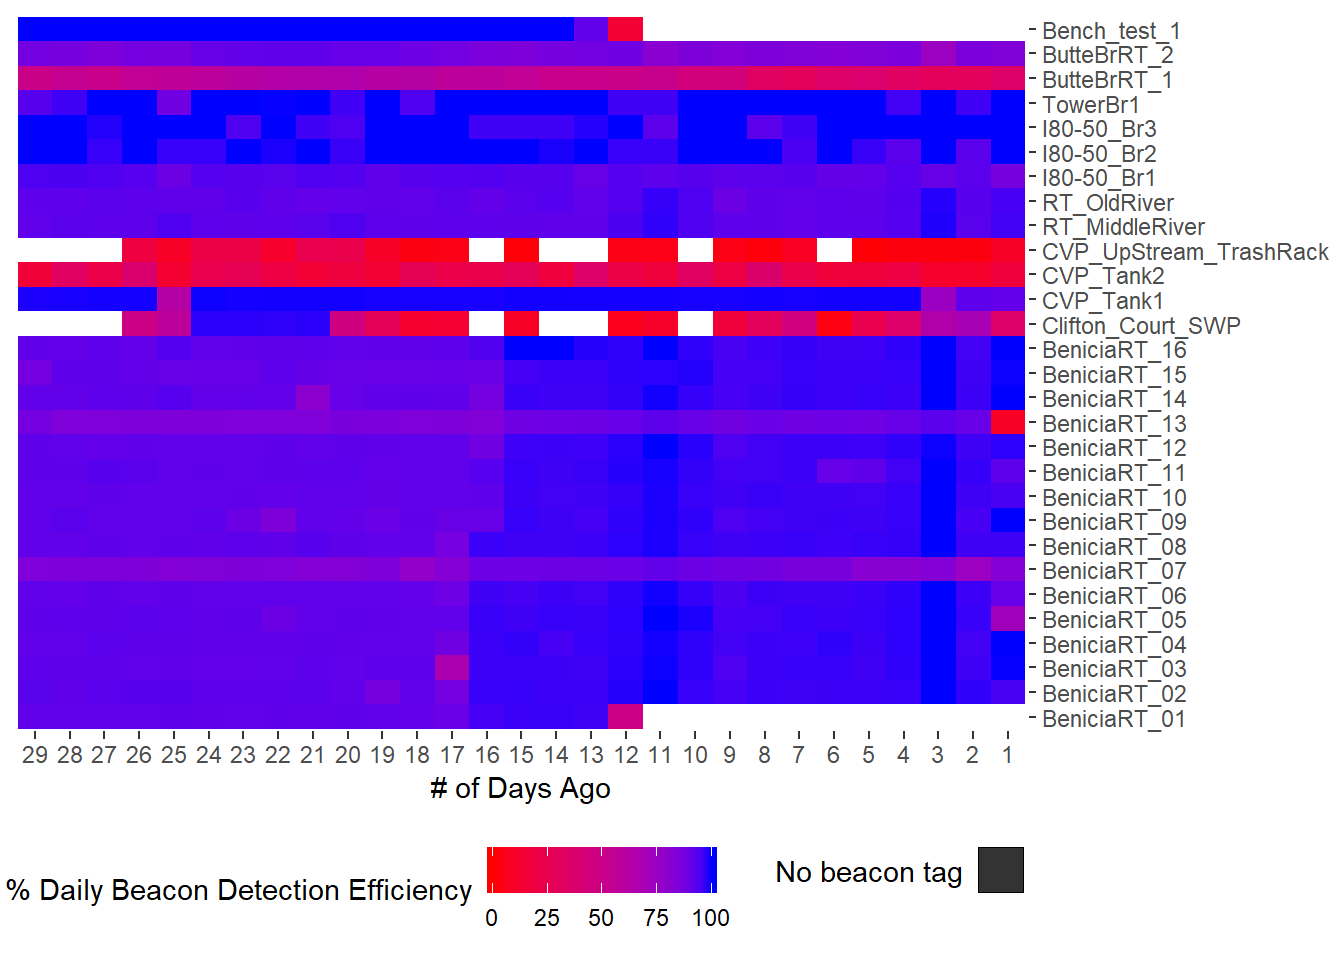 Bench_test_1
ButteBrRT_2
ButteBrRT_1
TowerBr1
I80-50_Br3
I80-50_Br2
I80-50_Br1
RT_OldRiver
RT_MiddleRiver
CVP_UpStream_TrashRack
CVP_Tank2
CVP_Tank1
Clifton_Court_SWP
BeniciaRT_16
BeniciaRT_15
BeniciaRT_14
BeniciaRT_13
BeniciaRT_12
BeniciaRT_11
BeniciaRT_10
BeniciaRT_09
BeniciaRT_08
BeniciaRT_07
BeniciaRT_06
BeniciaRT_05
BeniciaRT_04
BeniciaRT_03
BeniciaRT_02
BeniciaRT_01
29 28 27 26 25 24 23 22 21 20 19 18 17 16 15 14 13 12 11 10 9 8 7 6 5 4 3 2 1
# of Days Ago
% Daily Beacon Detection Efficiency
0 25 50 75 100
No beacon tag